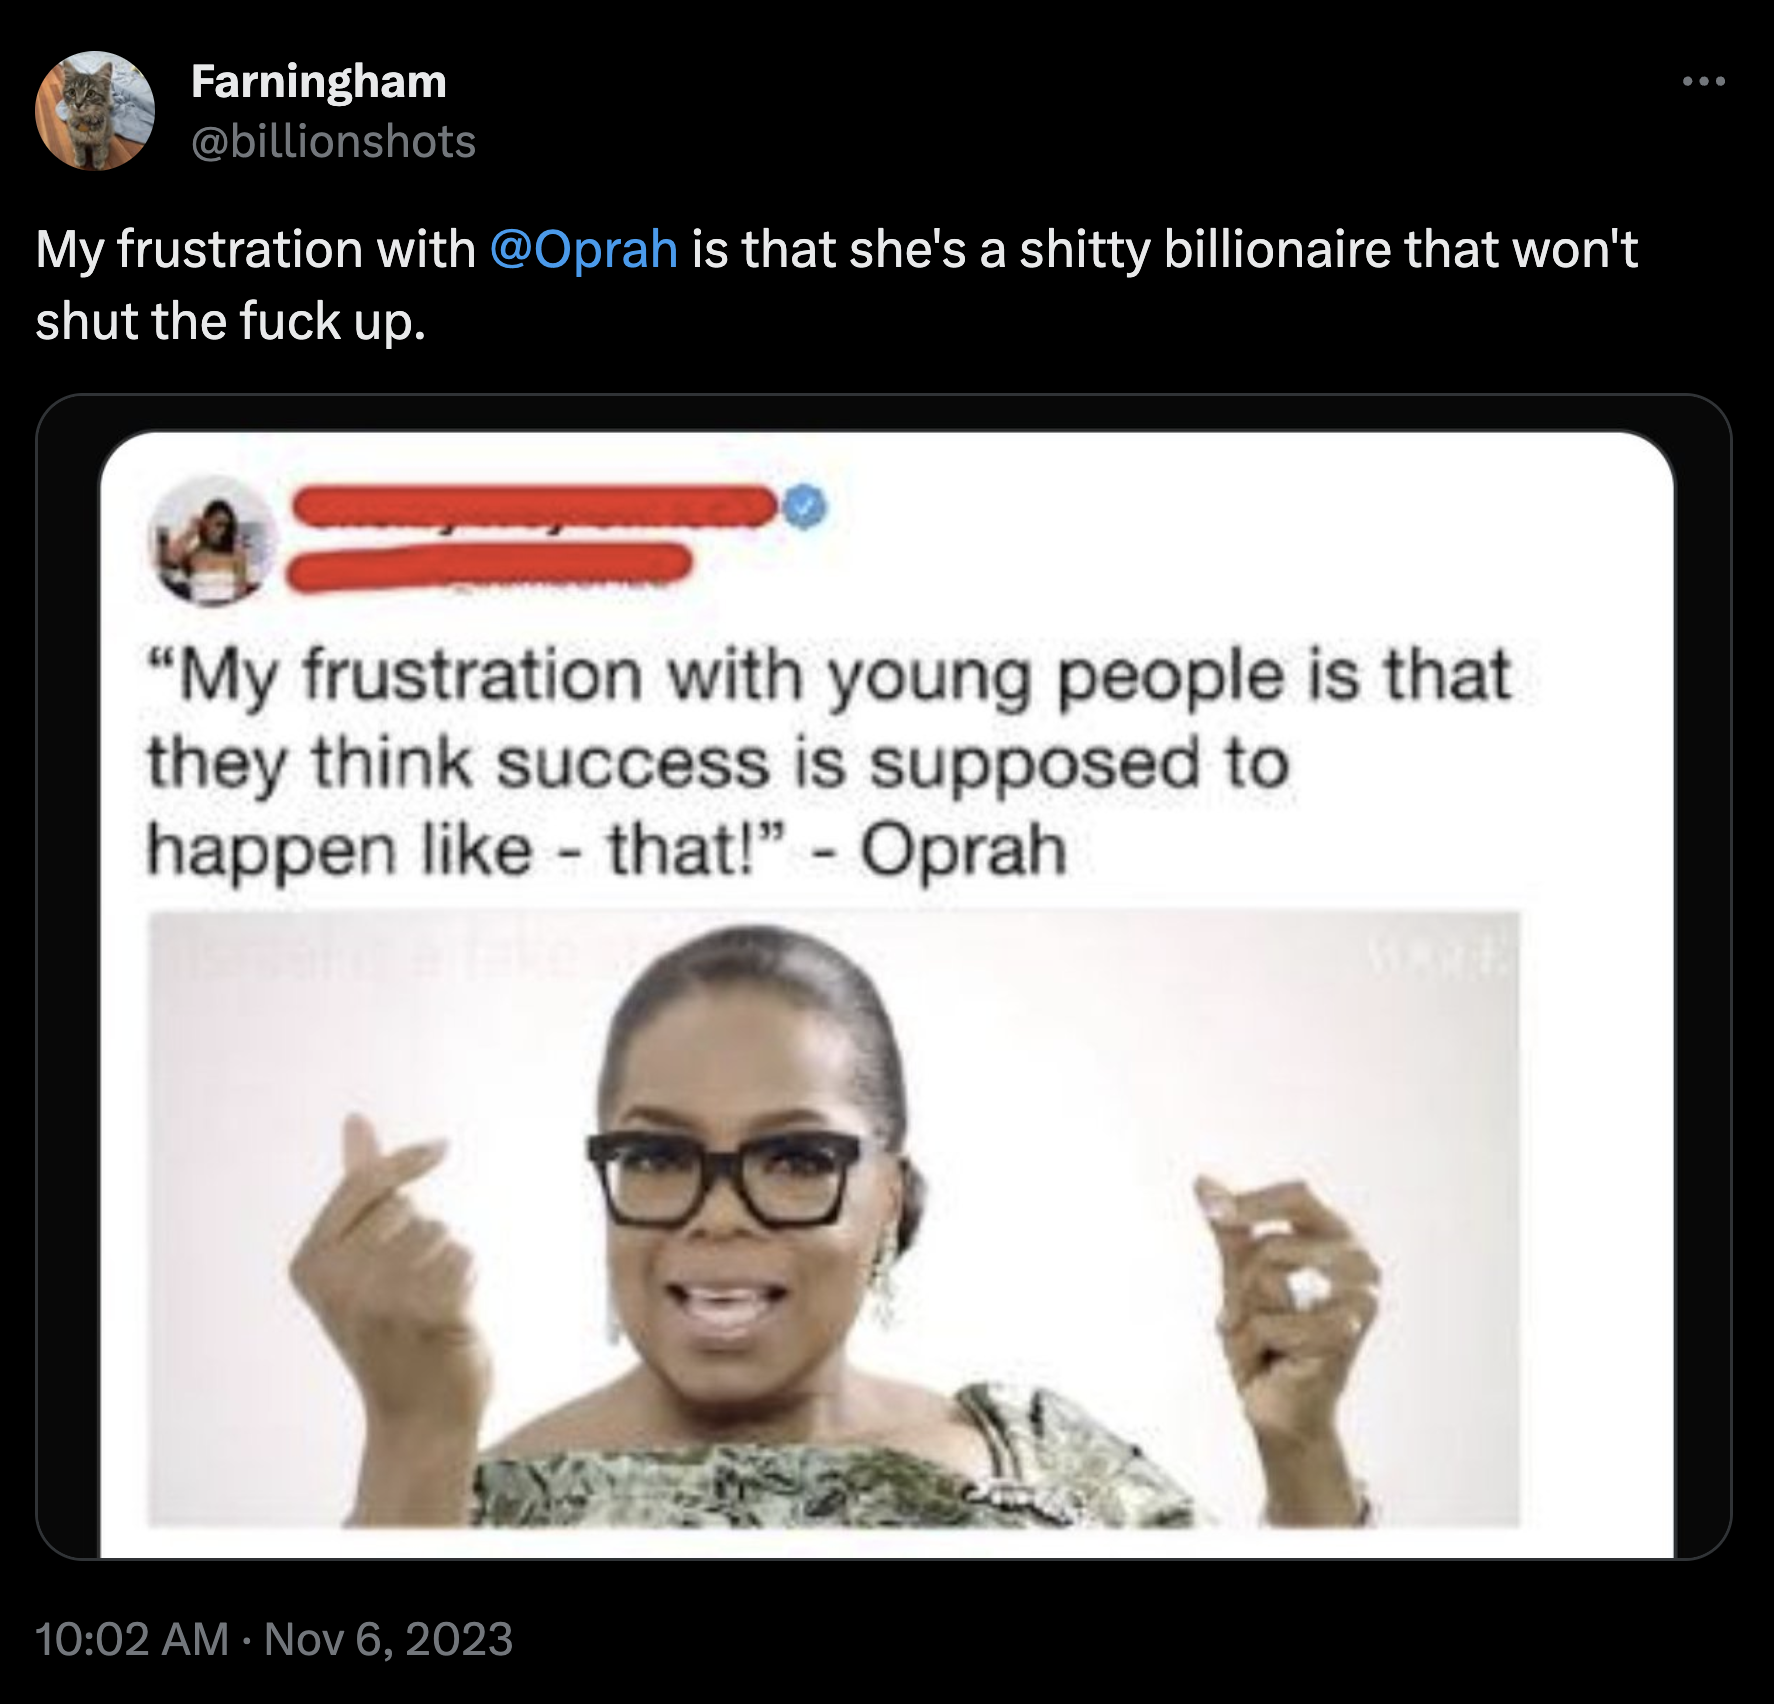 Farningham
@billionshots
My frustration with @Oprah is that she's a shitty billionaire that won't
shut the fuck up.
“My frustration with young people is that
they think success is supposed to
happen like - that!” - Oprah
10:02 AM · Nov 6, 2023